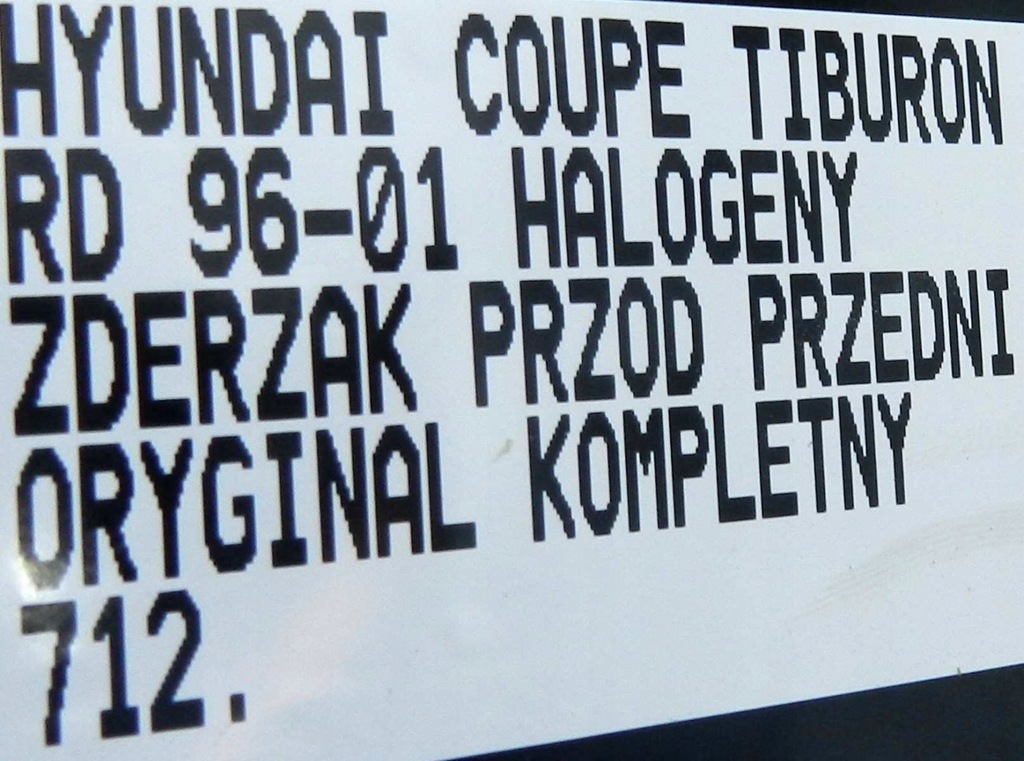 HYUNDAI COUPE TIBURON
RD 96-01 HALOGENY
ZDERZAK PRZOD PRZEDNI
ORYGINAL KOMPLETNY
712.